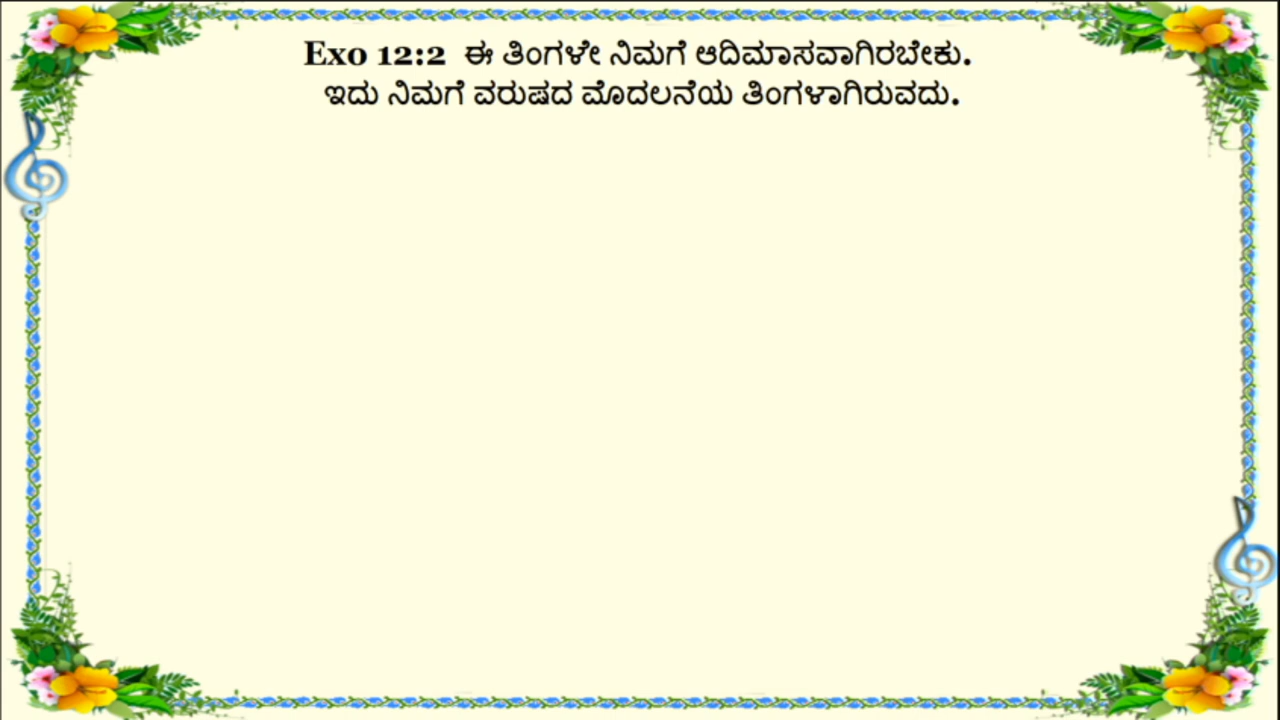 Exo 12:2 ಈ ತಿಂಗಳೇ ನಿಮಗೆ ಆದಿಮಾಸವಾಗಿರಬೇಕು.
ಇದು ನಿಮಗೆ ವರುಷದ ಮೊದಲನೆಯ ತಿಂಗಳಾಗಿರುವದು.